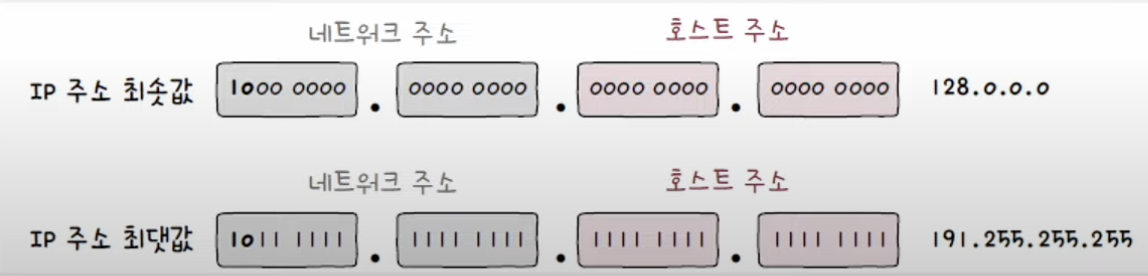 네트워크 주소 호스트 주소
IP 주소 최솟값 1000 0000 . 0000 0000 . 0000 0000 . 0000 0000 128.0.0.0
네트워크 주소 호스트 주소
IP 주소 최댓값 1011 1111 . 1111 1111 . 1111 1111 . 1111 1111 191.255.255.255